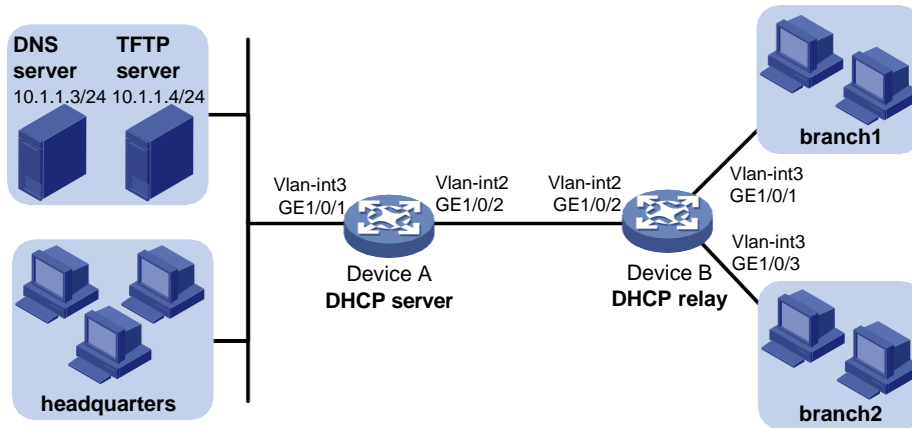 DNS
server
10.1.1.3/24
TFTP
server
10.1.1.4/24
headquarters
Vlan-int3
GE1/0/1
Device A
DHCP server
Vlan-int2
GE1/0/2
Vlan-int2
GE1/0/2
Device B
DHCP relay
branch1
Vlan-int3
GE1/0/1
Vlan-int3
GE1/0/3
branch2